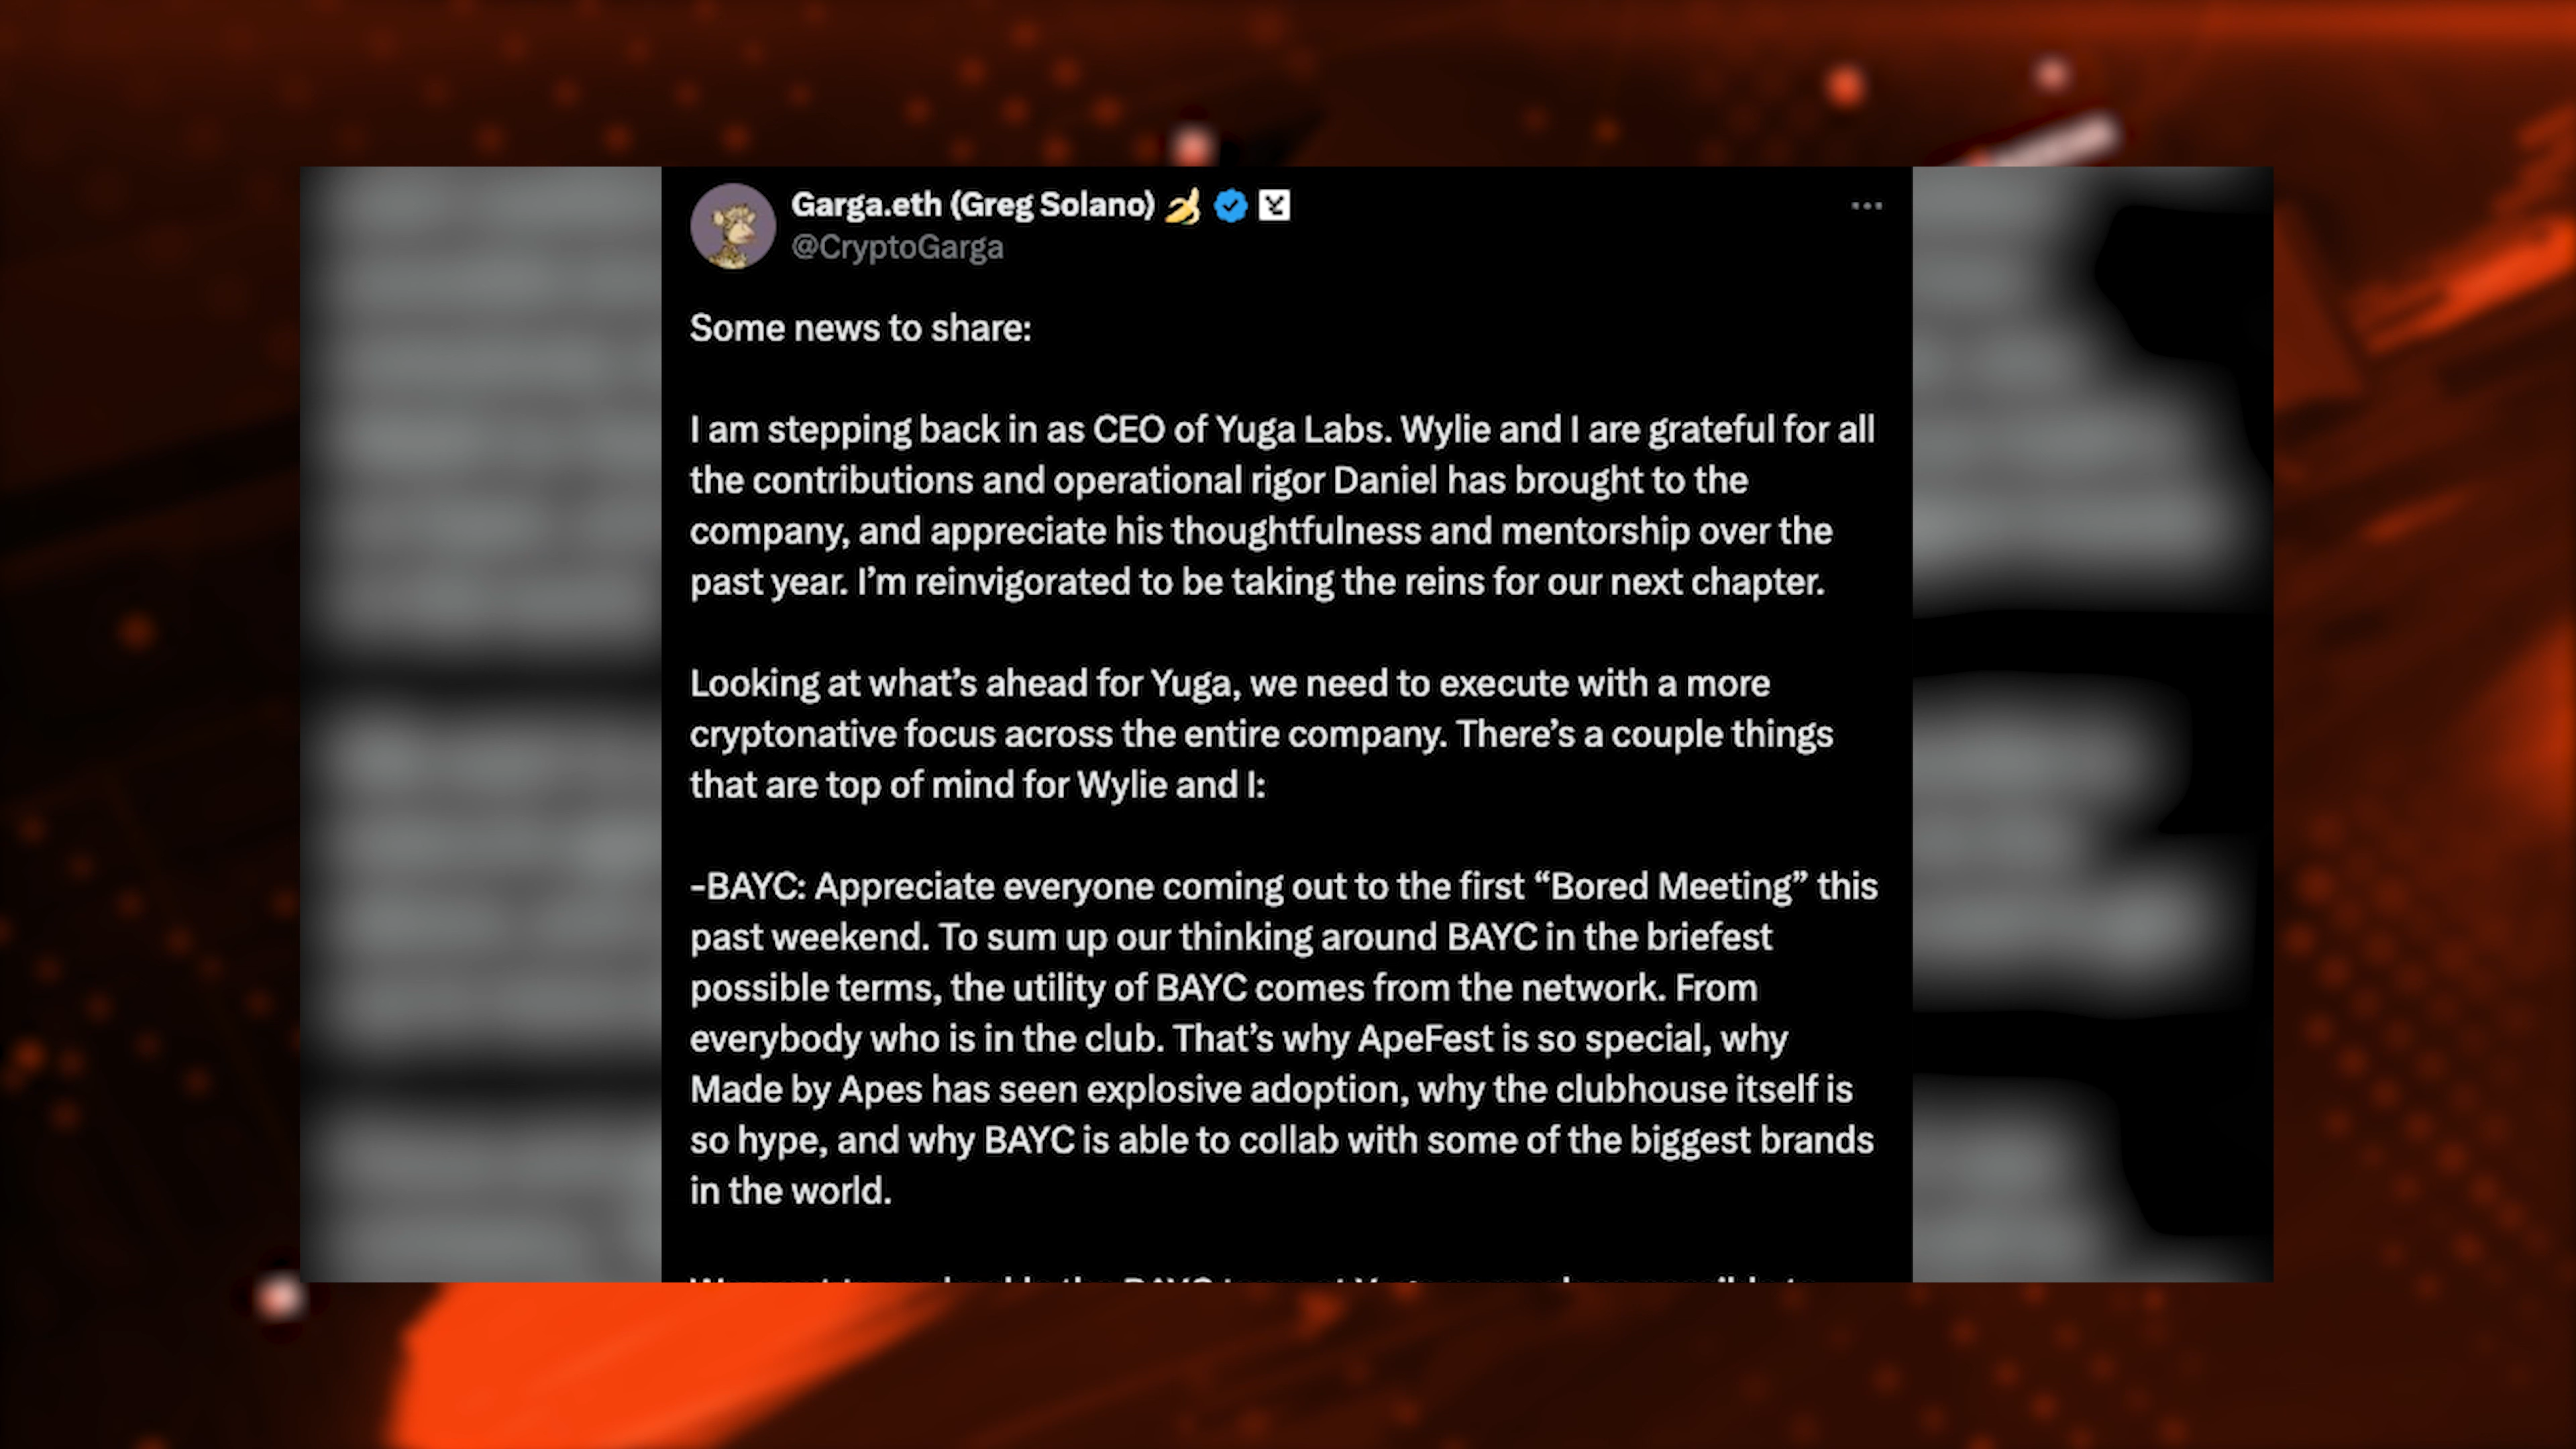 Garga.eth (Greg Solano) 🍌
@CryptoGarga
Some news to share:
I am stepping back in as CEO of Yuga Labs. Wylie and I are grateful for all
the contributions and operational rigor Daniel has brought to the
company, and appreciate his thoughtfulness and mentorship over the
past year. I’m reinvigorated to be taking the reins for our next chapter.
Looking at what’s ahead for Yuga, we need to execute with a more
cryptonative focus across the entire company. There’s a couple things
that are top of mind for Wylie and I:
-BAYC: Appreciate everyone coming out to the first “Bored Meeting” this
past weekend. To sum up our thinking around BAYC in the briefest
possible terms, the utility of BAYC comes from the network. From
everybody who is in the club. That’s why ApeFest is so special, why
Made by Apes has seen explosive adoption, why the clubhouse itself is
so hype, and why BAYC is able to collab with some of the biggest brands
in the world.